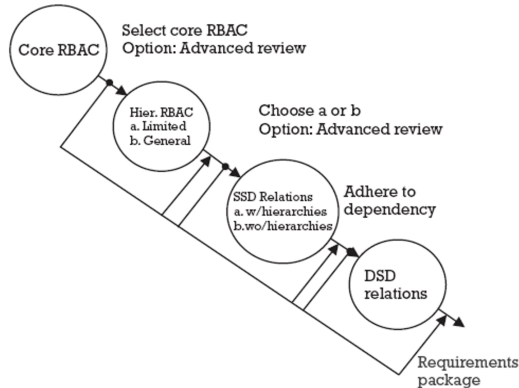 Core RBAC
Select core RBAC
Option: Advanced review
Hier. RBAC
a. Limited
b. General
Choose a or b
Option: Advanced review
SSD Relations
a. w/hierarchies
b.wo/hierarchies
Adhere to
dependency
DSD
relations
Requirements
package